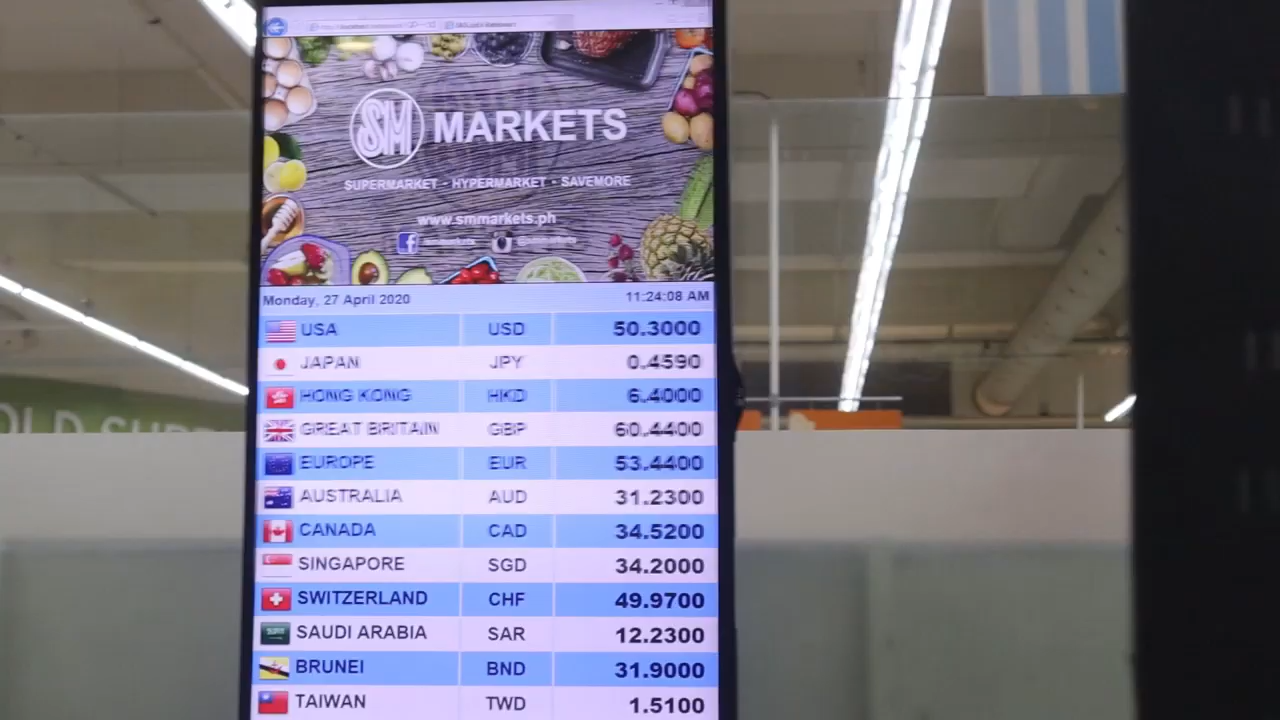 SM MARKETS
SUPERMARKET - HYPERMARKET - SAVEMORE
www.smmarkets.ph
Monday, 27 April 2020 11:24:08 AM
USA USD 50.3000
JAPAN JPY 0.4590
HONG KONG HKD 6.4000
GREAT BRITAIN GBP 60.4400
EUROPE EUR 53.4400
AUSTRALIA AUD 31.2300
CANADA CAD 34.5200
SINGAPORE SGD 34.2000
SWITZERLAND CHF 49.9700
SAUDI ARABIA SAR 12.2300
BRUNEI BND 31.9000
TAIWAN TWD 1.5100